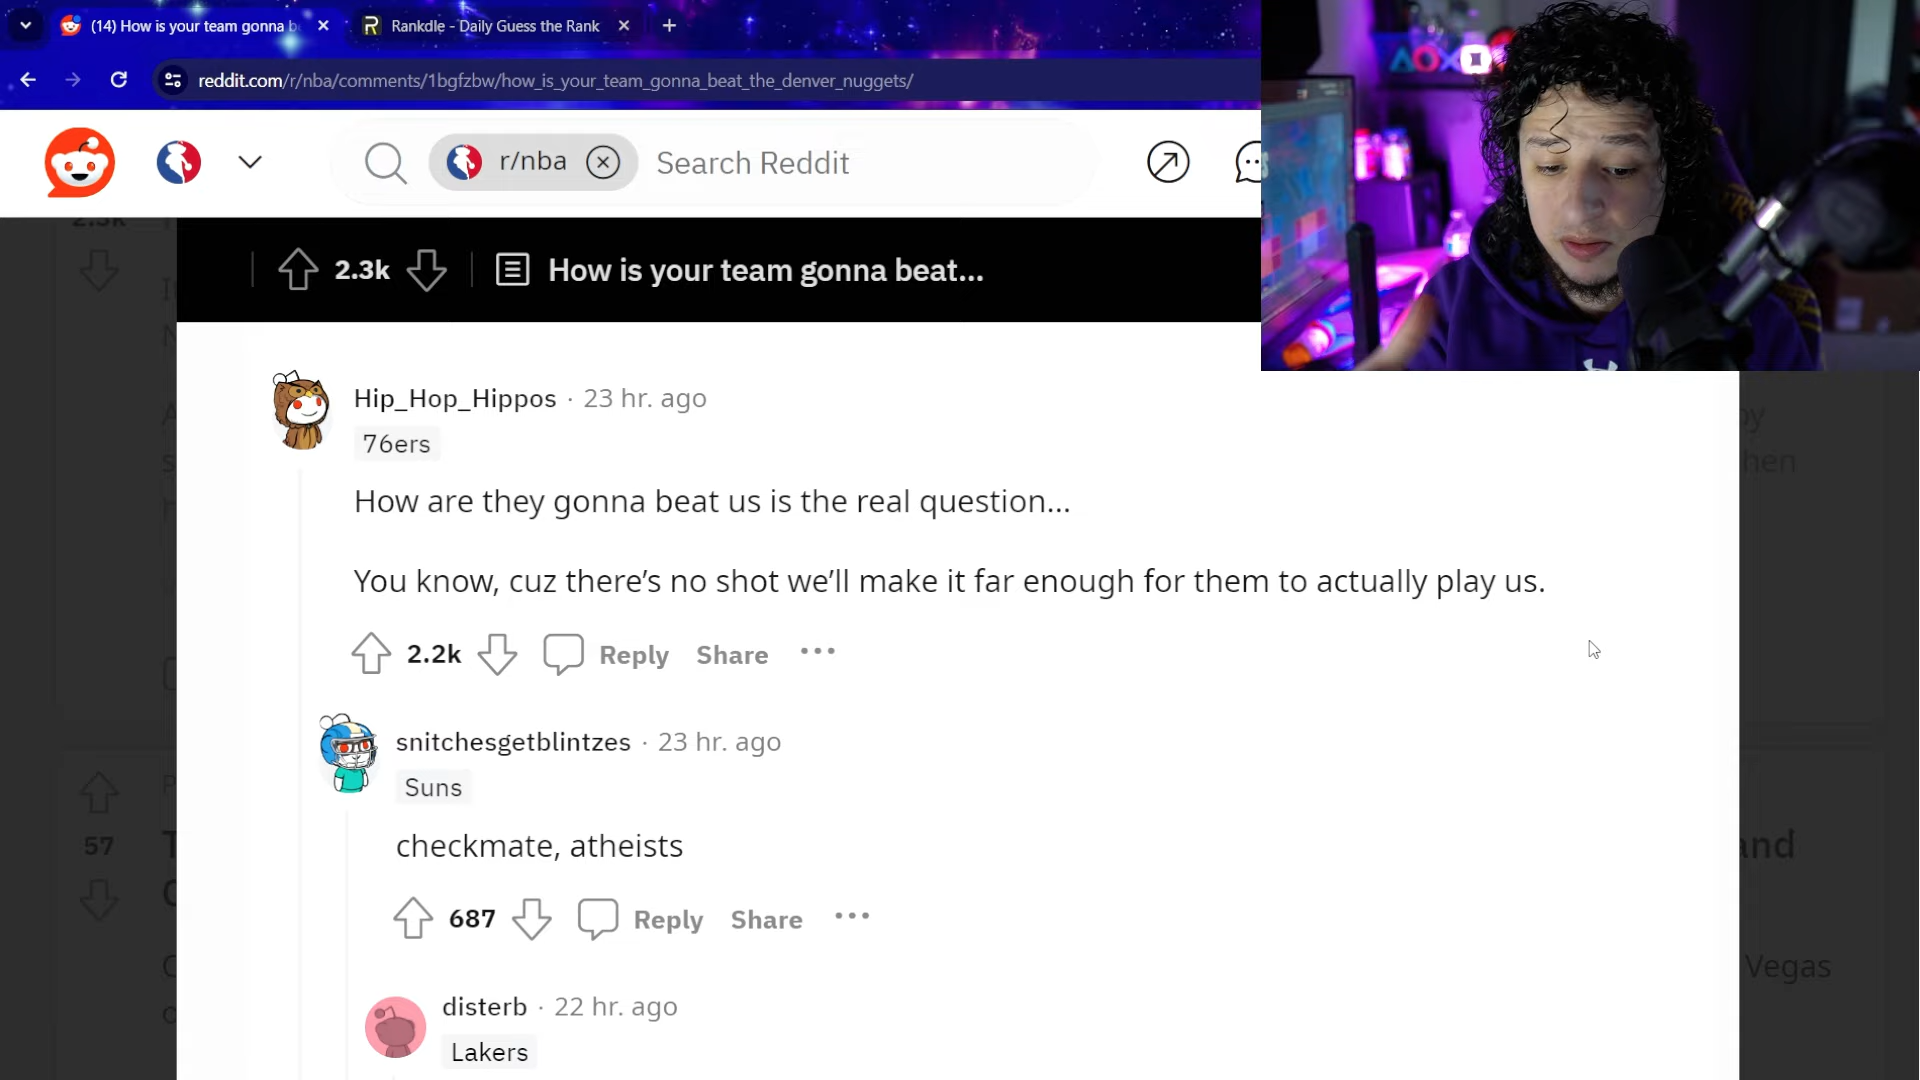 (14) How is your team gonna b
Rankdle - Daily Guess the Rank
reddit.com/r/nba/comments/1bgfzbw/how_is_your_team_gonna_beat_the_denver_nuggets/
r/nba
Search Reddit
2.3k
How is your team gonna beat...
Hip_Hop_Hippos · 23 hr. ago
76ers
How are they gonna beat us is the real question...
You know, cuz there's no shot we'll make it far enough for them to actually play us.
2.2k
Reply
Share
snitchesgetblintzes · 23 hr. ago
Suns
checkmate, atheists
687
Reply
Share
disterb · 22 hr. ago
Lakers
57
and
Vegas
hen